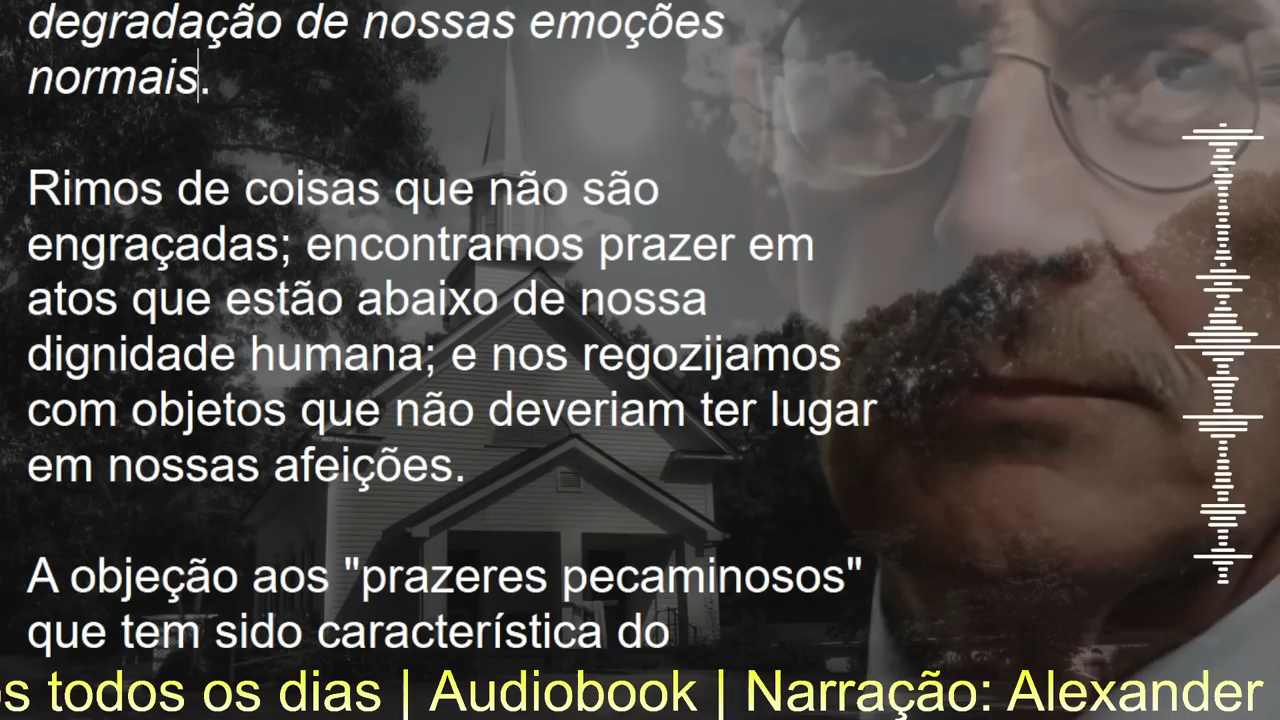 degradação de nossas emoções
normais.
Rimos de coisas que não são
engraçadas; encontramos prazer em
atos que estão abaixo de nossa
dignidade humana; e nos regozijamos
com objetos que não deveriam ter lugar
em nossas afeições.
A objeção aos "prazeres pecaminosos"
que tem sido característica do
os todos os dias | Audiobook | Narração: Alexander